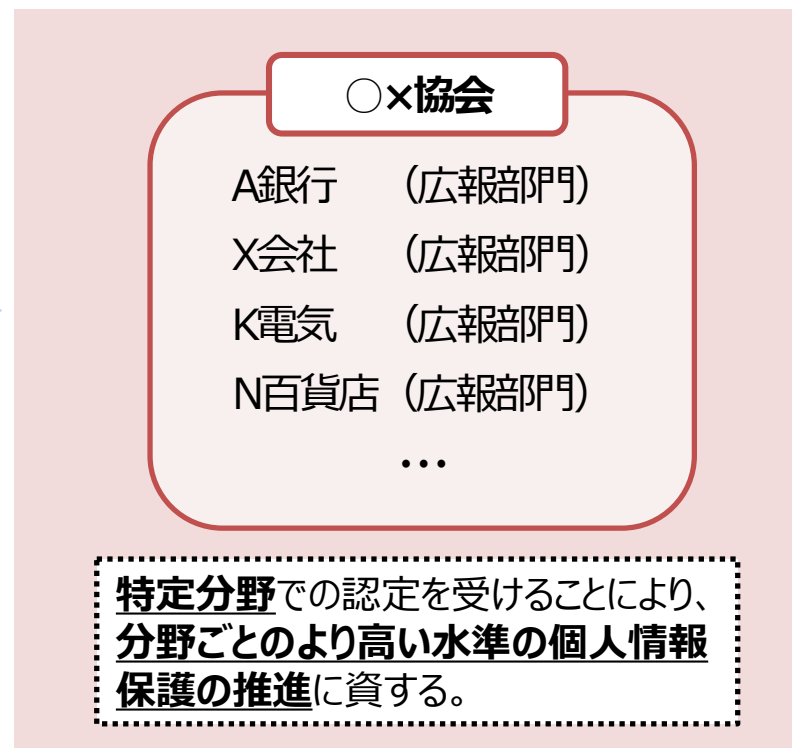 ○×協会
A銀行 （広報部門）
X会社 （広報部門）
K電気 （広報部門）
N百貨店（広報部門）
…
特定分野での認定を受けることにより、
分野ごとのより高い水準の個人情報
保護の推進に資する。